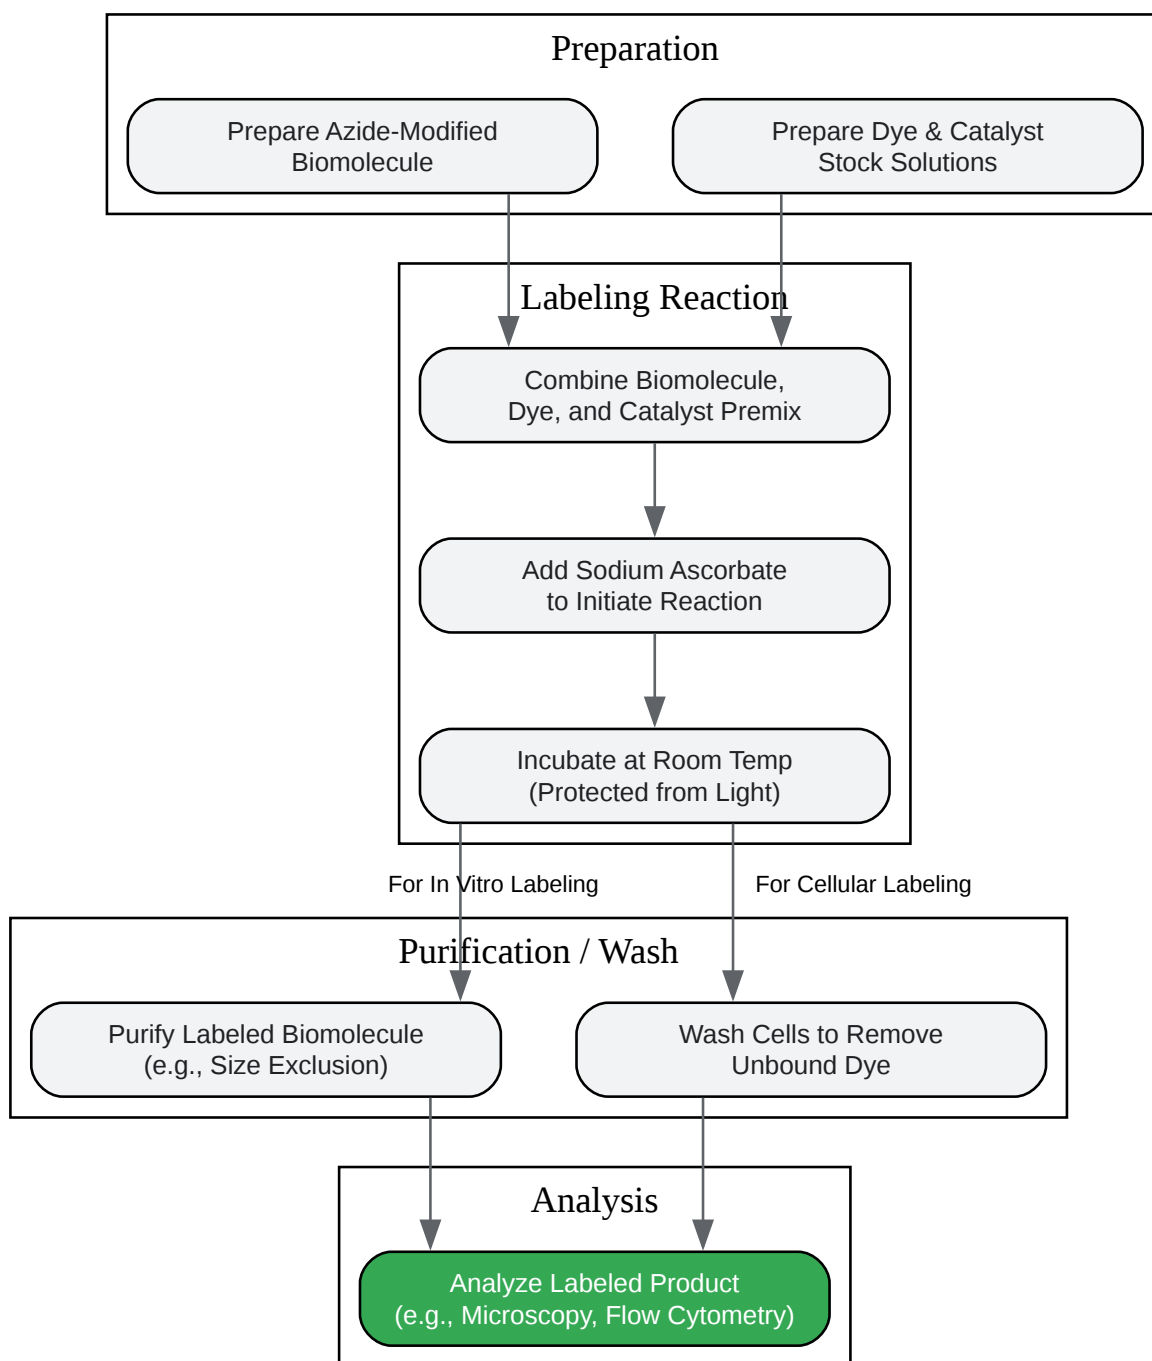 Preparation
Prepare Azide-Modified
Biomolecule
Prepare Dye & Catalyst
Stock Solutions
Labeling Reaction
Combine Biomolecule,
Dye, and Catalyst Premix
Add Sodium Ascorbate
to Initiate Reaction
Incubate at Room Temp
(Protected from Light)
For In Vitro Labeling
For Cellular Labeling
Purification / Wash
Purify Labeled Biomolecule
(e.g., Size Exclusion)
Wash Cells to Remove
Unbound Dye
Analysis
Analyze Labeled Product
(e.g., Microscopy, Flow Cytometry)